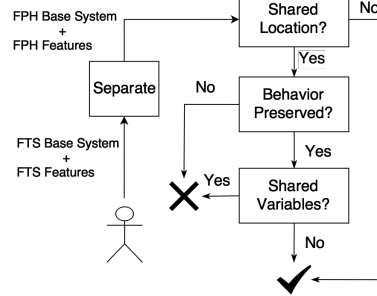 FPH Base System
+
FPH Features
Shared
Location?
No
Yes
Separate
No
Behavior
Preserved?
FTS Base System
+
FTS Features
Yes
Yes
Shared
Variables?
No